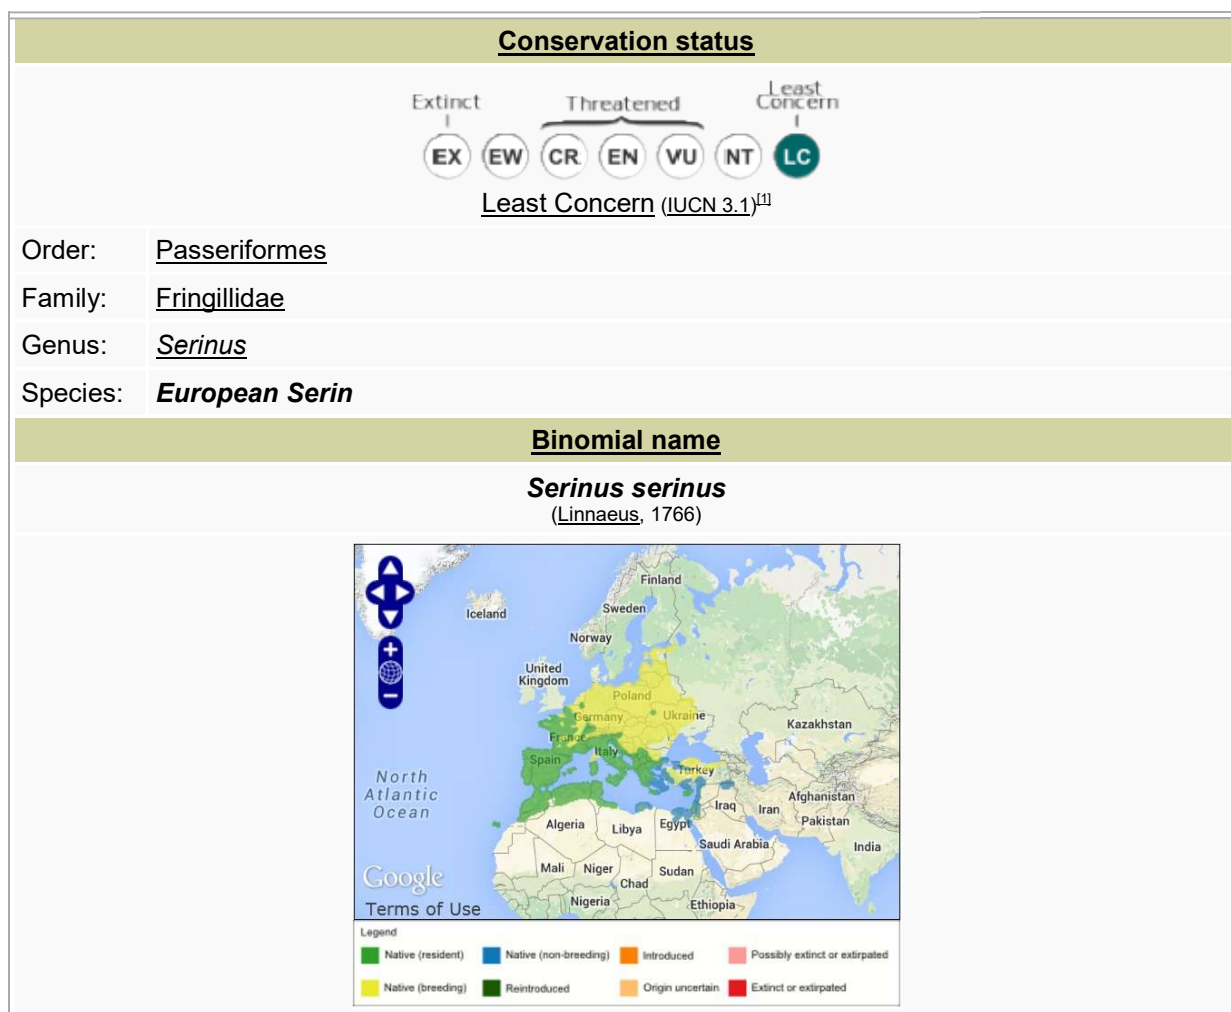 Conservation status
Extinct Threatened Least
Concern
EX EW CR EN VU NT LC
Least Concern (IUCN 3.1)[1]
Order: Passeriformes
Family: Fringillidae
Genus: Serinus
Species: European Serin
Binomial name
Serinus serinus
(Linnaeus, 1766)
Finland
Iceland
Sweden
Norway
United
Kingdom
Poland
Germany
Ukraine
Kazakhstan
France
Italy
Spain
Turkey
North
Atlantic
Ocean
Iraq
Iran
Afghanistan
Pakistan
Algeria
Libya
Egypt
Saudi Arabia
India
Mali
Niger
Chad
Sudan
Nigeria
Ethiopia
Google
Terms of Use
Legend
Native (resident) Native (non-breeding) Introduced Possibly extinct or extirpated
Native (breeding) Reintroduced Origin uncertain Extinct or extirpated